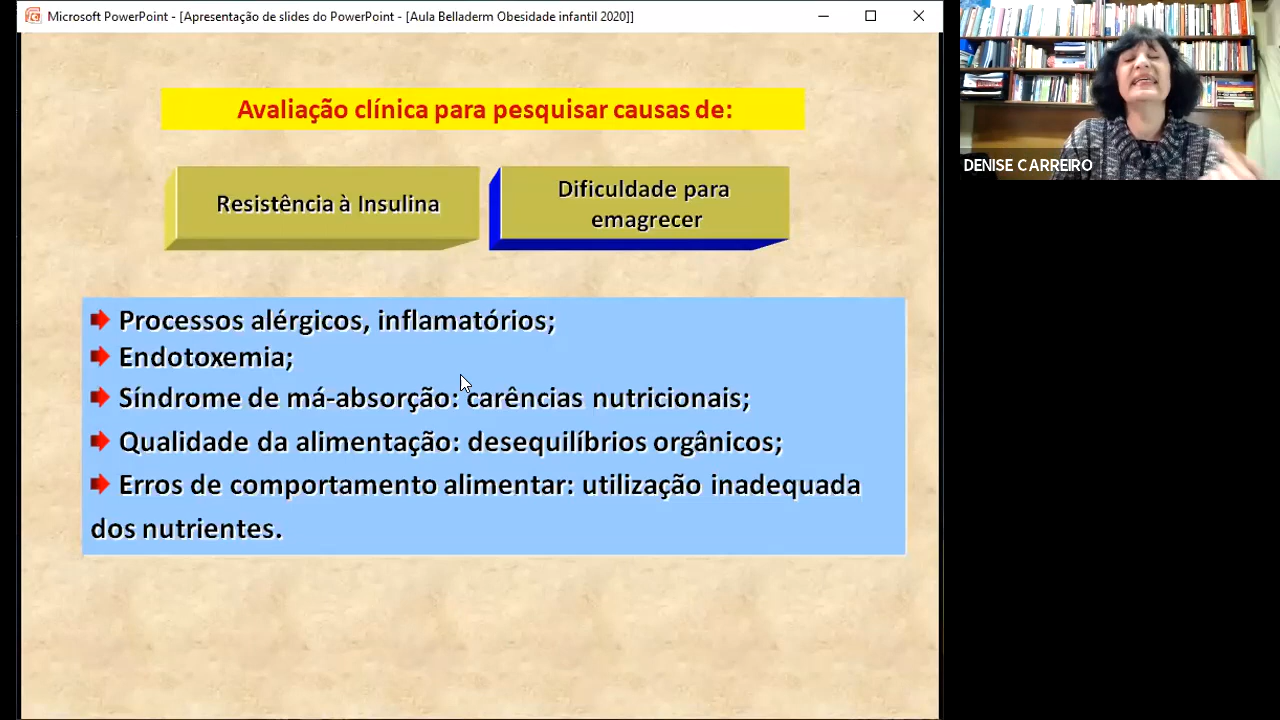 Microsoft PowerPoint - [Apresentação de slides do PowerPoint - [Aula Belladerm Obesidade infantil 2020]]
Avaliação clínica para pesquisar causas de:
Resistência à Insulina
Dificuldade para
emagrecer
Processos alérgicos, inflamatórios;
Endotoxemia;
Síndrome de má-absorção: carências nutricionais;
Qualidade da alimentação: desequilíbrios orgânicos;
Erros de comportamento alimentar: utilização inadequada
dos nutrientes.
DENISE CARREIRO